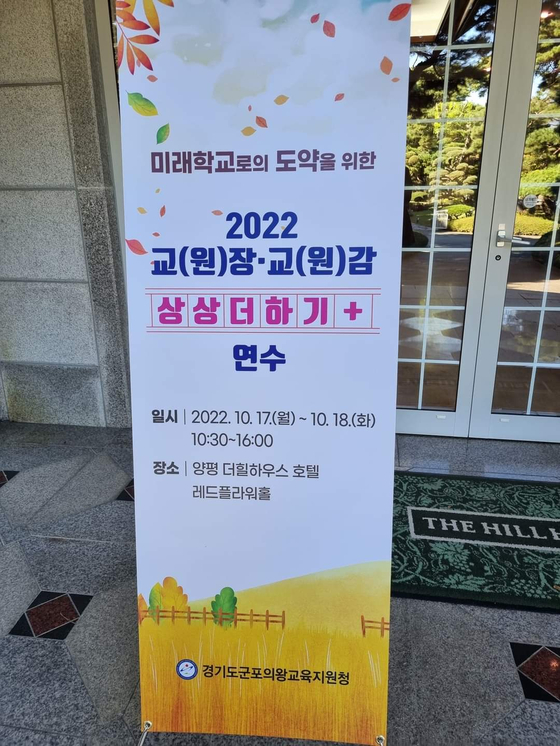 미래학교로의 도약을 위한
2022
교(원)장·교(원)감
상상더하기+
연수
일시 | 2022. 10. 17.(월) ~ 10. 18.(화)
10:30~16:00
장소 | 양평 더힐하우스 호텔
레드플라워홀
경기도군포의왕교육지원청
THE HILL H